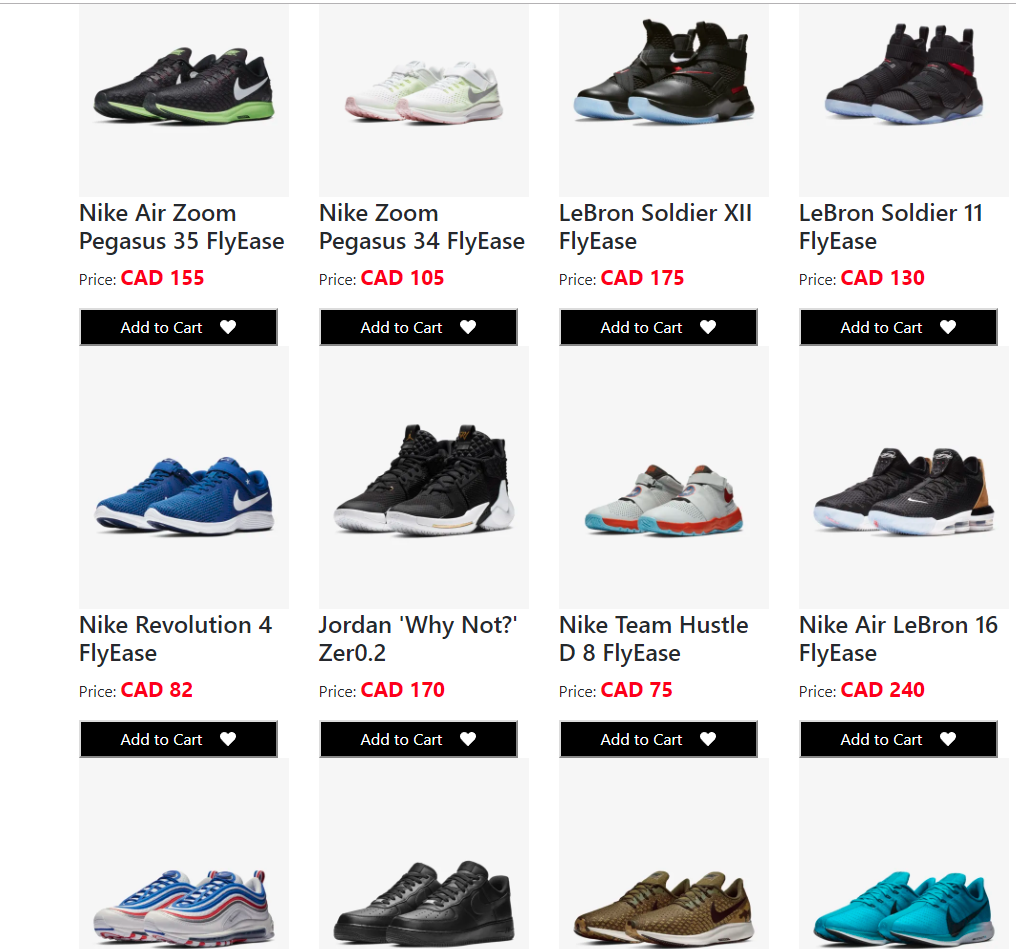 Nike Air Zoom
Pegasus 35 FlyEase
Price: CAD 155
Add to Cart
Nike Zoom
Pegasus 34 FlyEase
Price: CAD 105
Add to Cart
LeBron Soldier XII
FlyEase
Price: CAD 175
Add to Cart
LeBron Soldier 11
FlyEase
Price: CAD 130
Add to Cart
Nike Revolution 4
FlyEase
Price: CAD 82
Add to Cart
Jordan 'Why Not?'
Zer0.2
Price: CAD 170
Add to Cart
Nike Team Hustle
D 8 FlyEase
Price: CAD 75
Add to Cart
Nike Air LeBron 16
FlyEase
Price: CAD 240
Add to Cart